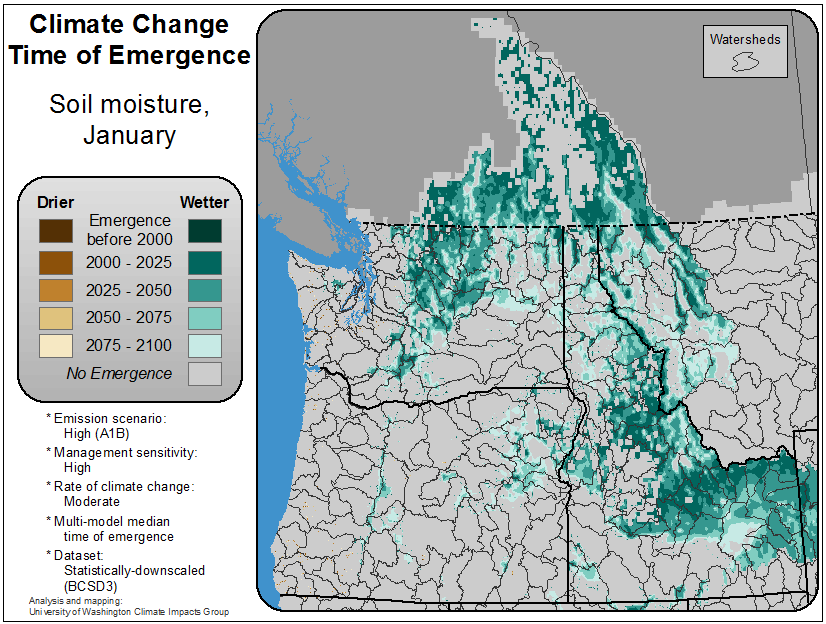 Climate Change
Time of Emergence
Soil moisture,
January
Drier Wetter
Emergence
before 2000
2000 - 2025
2025 - 2050
2050 - 2075
2075 - 2100
No Emergence
* Emission scenario:
High (A1B)
* Management sensitivity:
High
* Rate of climate change:
Moderate
* Multi-model median
time of emergence
* Dataset:
Statistically-downscaled
(BCSD3)
Analysis and mapping:
University of Washington Climate Impacts Group
Watersheds